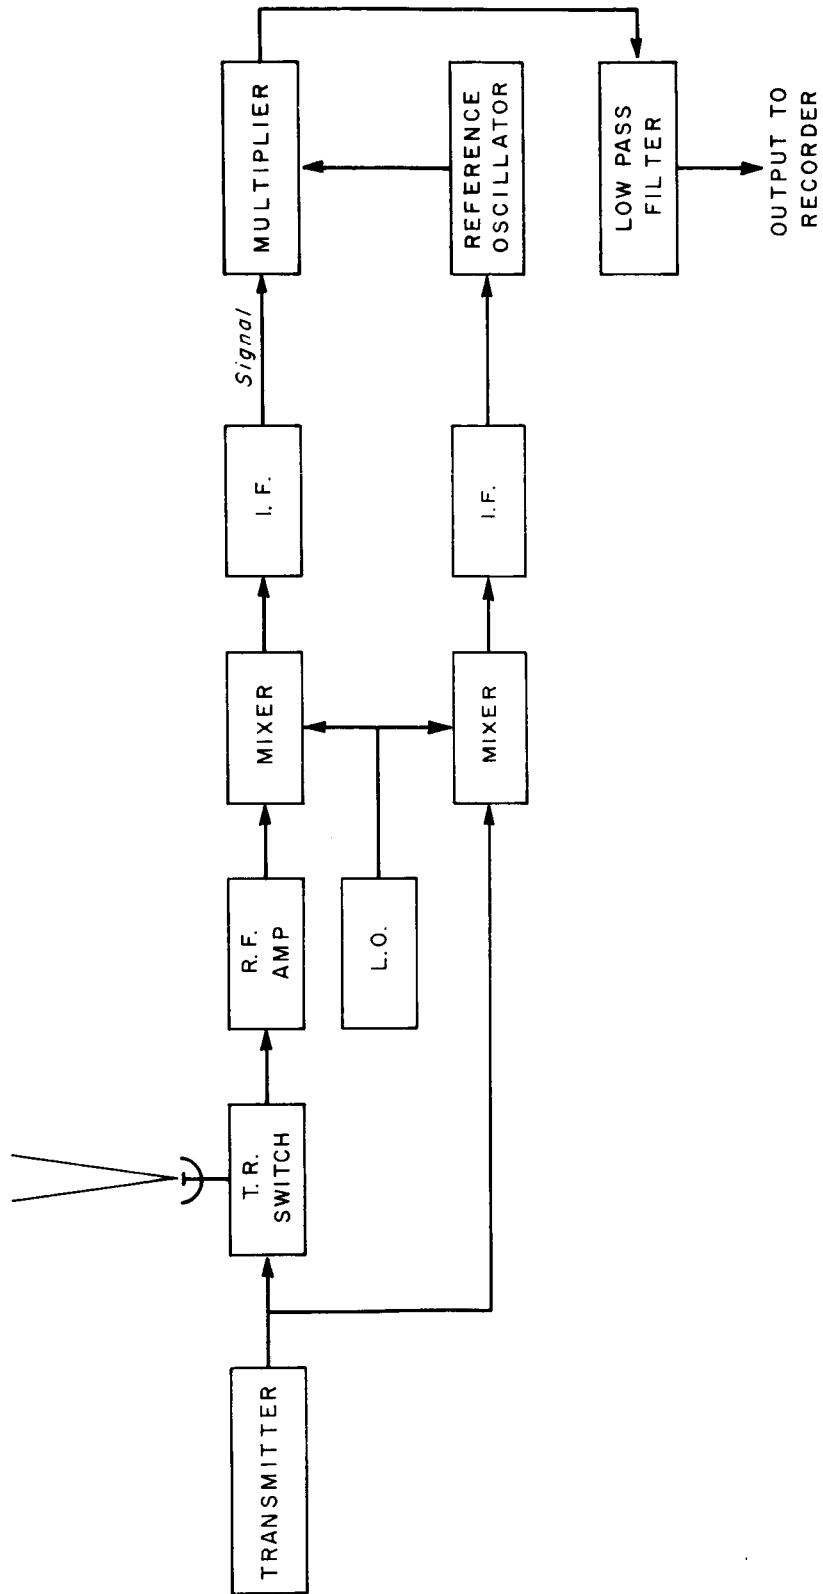 TRANSMITTER
T. R.
SWITCH
R. F.
AMP
MIXER
I. F.
Signal
MULTIPLIER
L.O.
MIXER
I.F.
REFERENCE
OSCILLATOR
LOW PASS
FILTER
OUTPUT TO
RECORDER